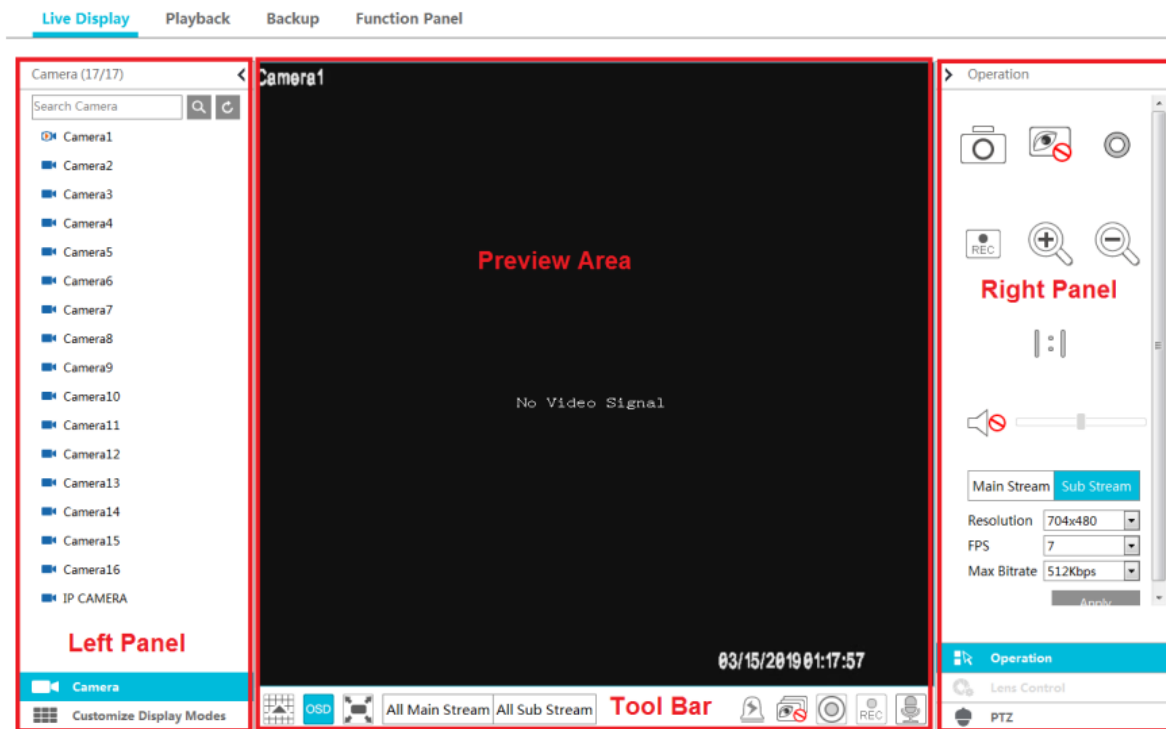 Live Display Playback Backup Function Panel
Camera (17/17)
Search Camera
Camera1
Camera2
Camera3
Camera4
Camera5
Camera6
Camera7
Camera8
Camera9
Camera10
Camera11
Camera12
Camera13
Camera14
Camera15
Camera16
IP CAMERA
Left Panel
Camera
Customize Display Modes
Camera1
Preview Area
No Video Signal
03/15/2019 01:17:57
OSD
All Main Stream All Sub Stream
Tool Bar
REC
Operation
REC
Right Panel
Main Stream Sub Stream
Resolution 704x480
FPS 7
Max Bitrate 512Kbps
Apply
Operation
Lens Control
PTZ